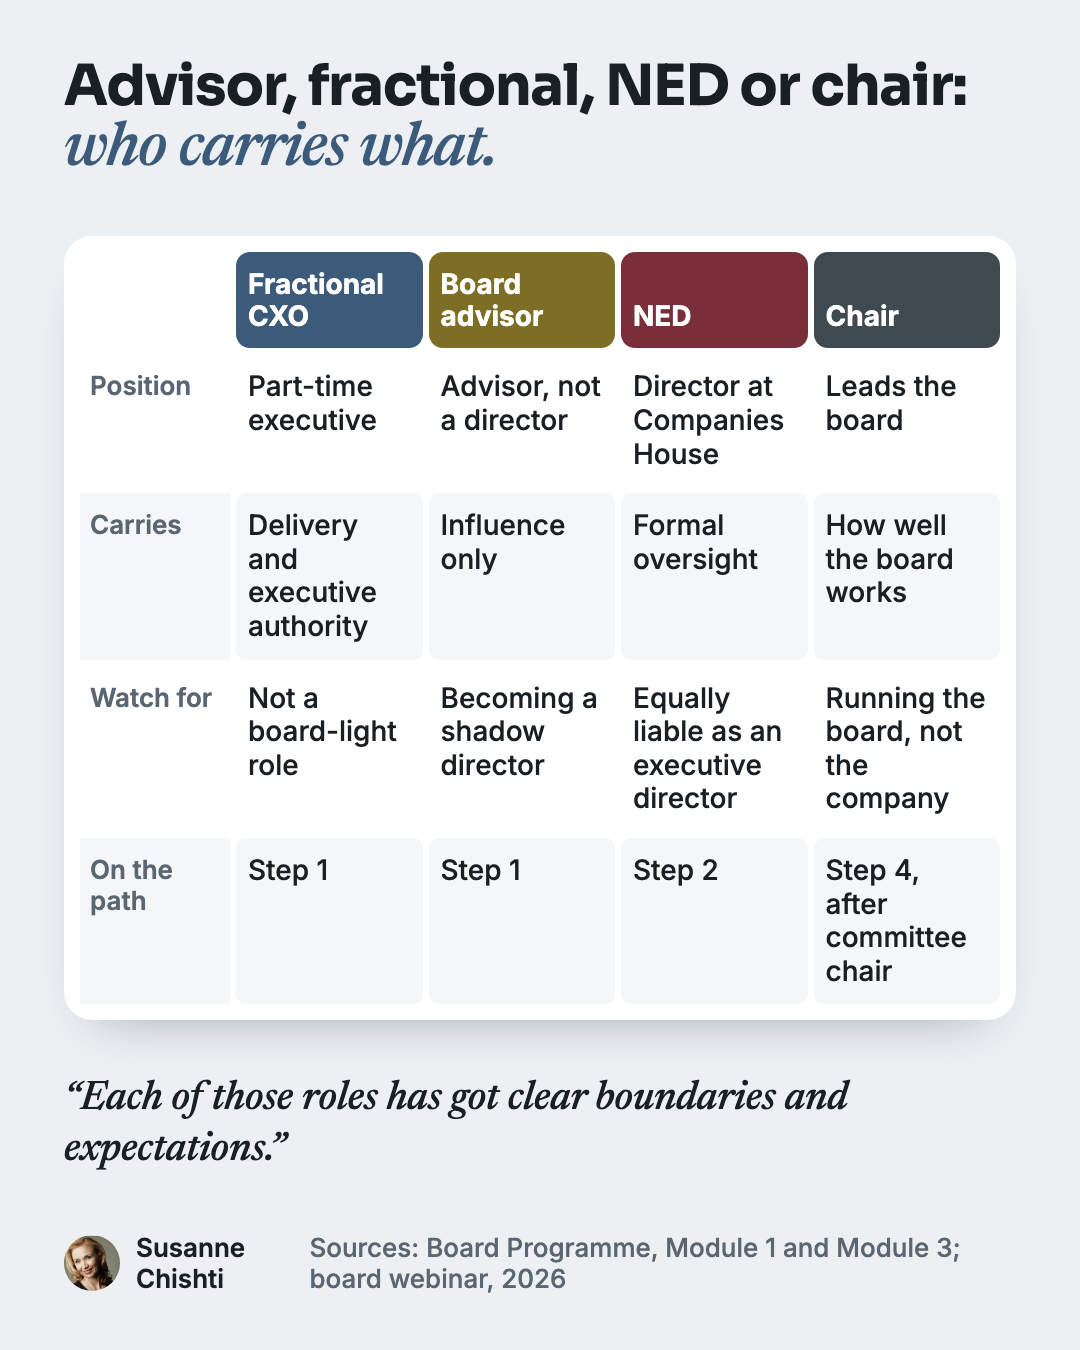 Advisor, fractional, NED or chair:
who carries what.
Fractional
CXO
Board
advisor
NED
Chair
Position
Part-time
executive
Advisor, not
a director
Director at
Companies
House
Leads the
board
Carries
Delivery
and
executive
authority
Influence
only
Formal
oversight
How well
the board
works
Watch for
Not a
board-light
role
Becoming a
shadow
director
Equally
liable as an
executive
director
Running the
board, not
the
company
On the
path
Step 1
Step 1
Step 2
Step 4,
after
committee
chair
“Each of those roles has got clear boundaries and
expectations.”
Susanne
Chishti
Sources: Board Programme, Module 1 and Module 3;
board webinar, 2026